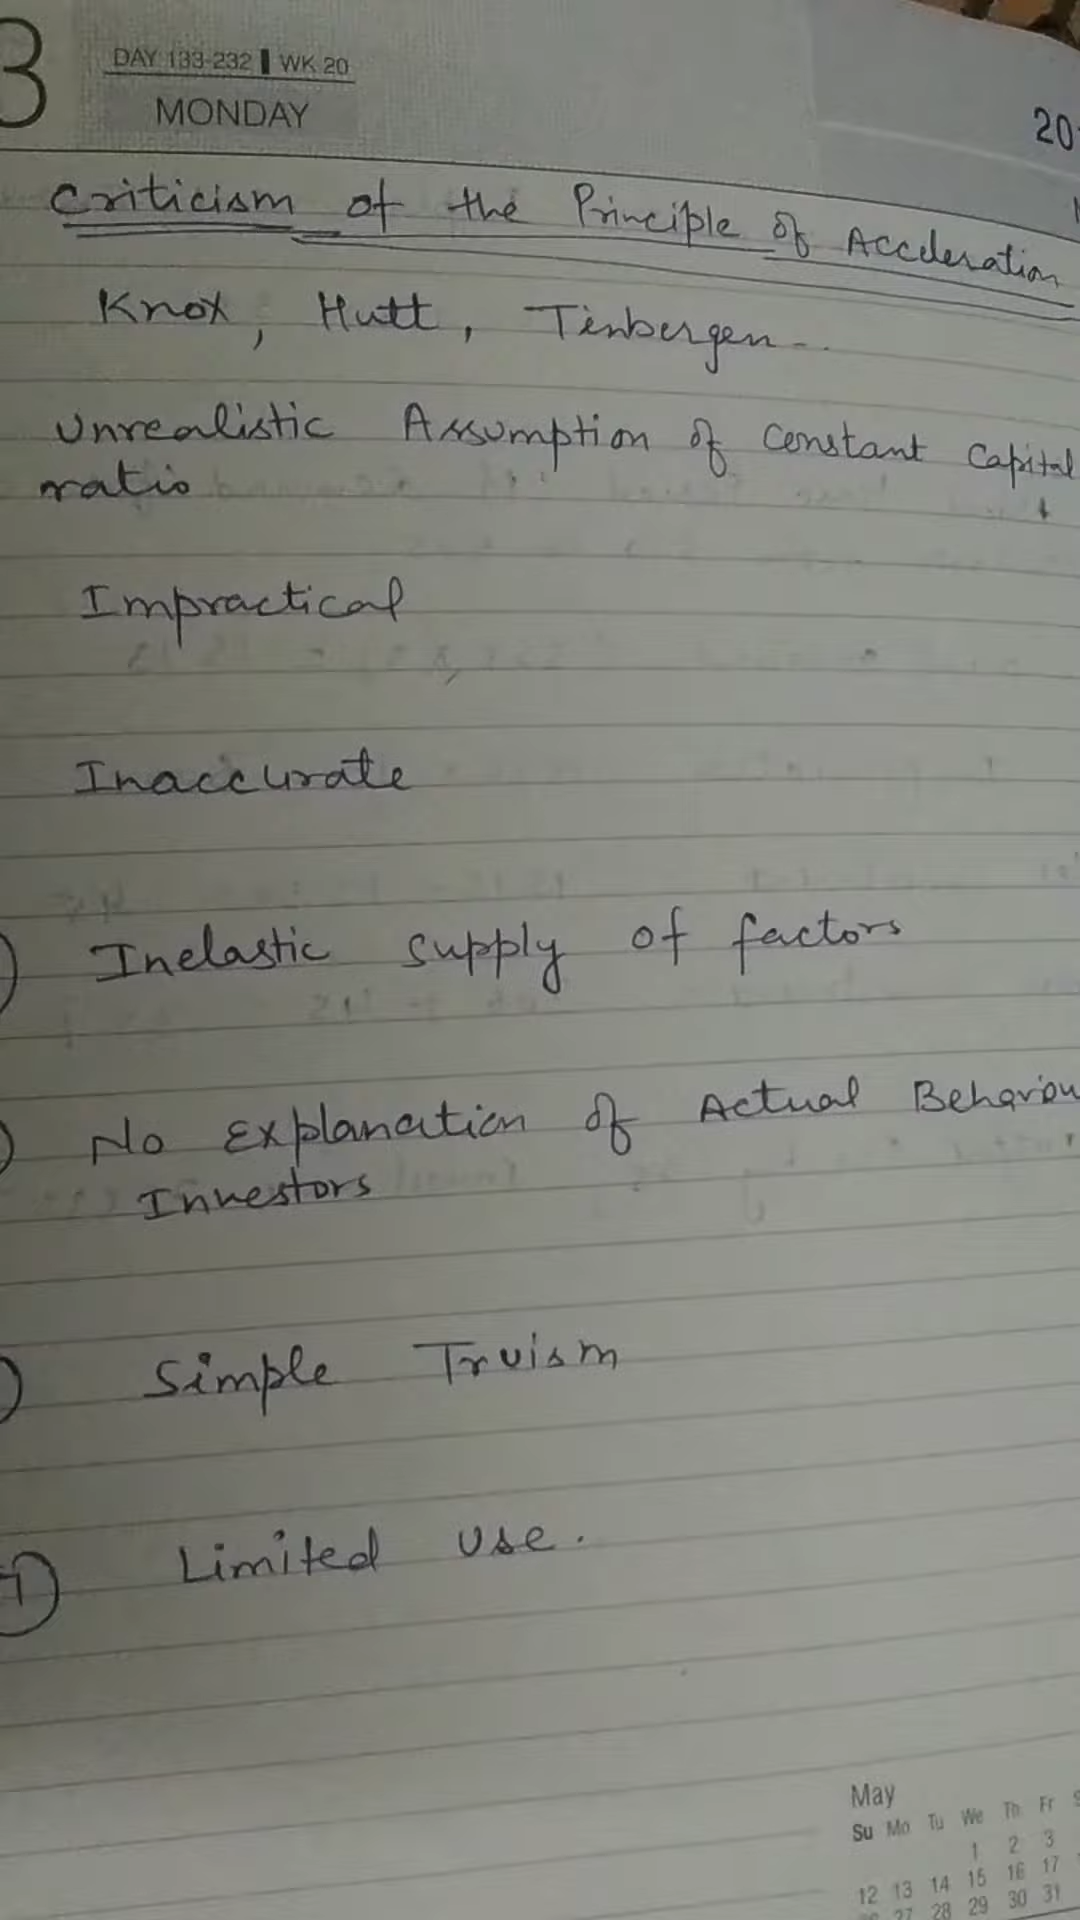 3
DAY 133-232 WK 20
MONDAY
20
Criticism of the Principle of Acceleration
Knox, Hutt, Tinbergen--
Unrealistic Assumption of Constant Capital
ratio
Impractical
Inaccurate
Inelastic supply of factors
No Explanation of Actual Behaviou
Investors
Simple Truism
7 Limited use.
May
Su Mo Tu We Th Fr S
1 2 3
12 13 14 15 16 17
27 28 29 30 31